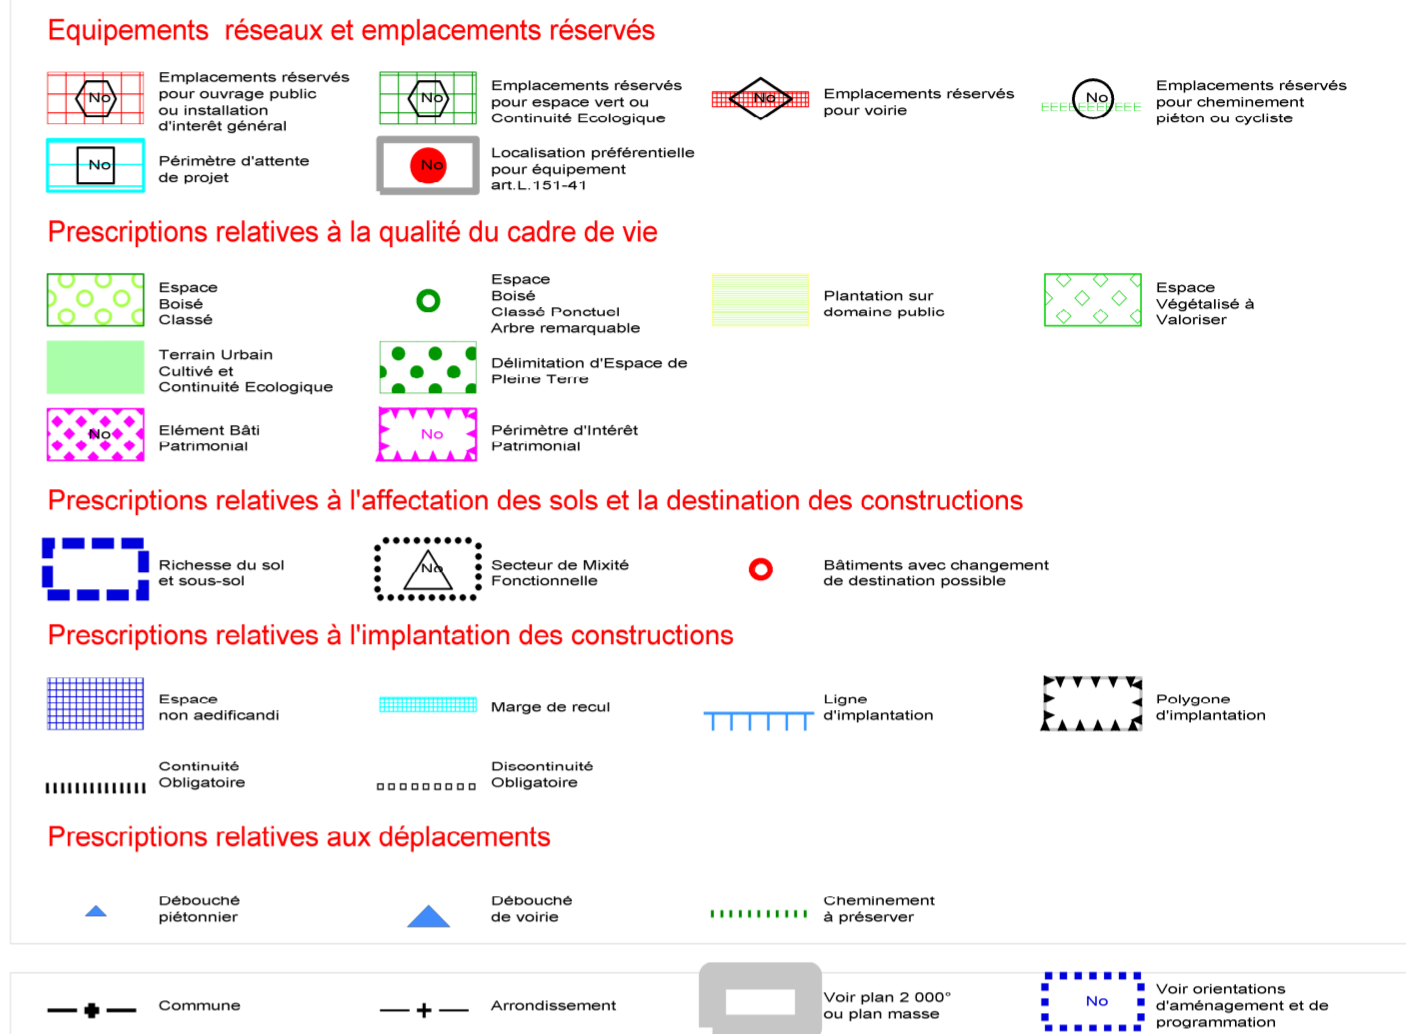 Equipements réseaux et emplacements réservés
No
Emplacements réservés
pour ouvrage public
ou installation
d'interêt général
No
Emplacements réservés
pour espace vert ou
Continuité Ecologique
No
Emplacements réservés
pour voirie
No
Emplacements réservés
pour cheminement
piéton ou cycliste
No
Périmètre d'attente
de projet
No
Localisation préférentielle
pour équipement
art.L.151-41
Prescriptions relatives à la qualité du cadre de vie
Espace
Boisé
Classé
Espace
Boisé
Classé Ponctuel
Arbre remarquable
Plantation sur
domaine public
Espace
Végétalisé à
Valoriser
Terrain Urbain
Cultivé et
Continuité Ecologique
Délimitation d'Espace de
Pleine Terre
No
Elément Bâti
Patrimonial
No
Périmètre d'Intérêt
Patrimonial
Prescriptions relatives à l'affectation des sols et la destination des constructions
Richesse du sol
et sous-sol
No
Secteur de Mixité
Fonctionnelle
Bâtiments avec changement
de destination possible
Prescriptions relatives à l'implantation des constructions
Espace
non aedificandi
Marge de recul
Ligne
d'implantation
Polygone
d'implantation
Continuité
Obligatoire
Discontinuité
Obligatoire
Prescriptions relatives aux déplacements
Débouché
piétonnier
Débouché
de voirie
Cheminement
à préserver
Commune
Arrondissement
Voir plan 2 000°
ou plan masse
No
Voir orientations
d'aménagement et de
programmation